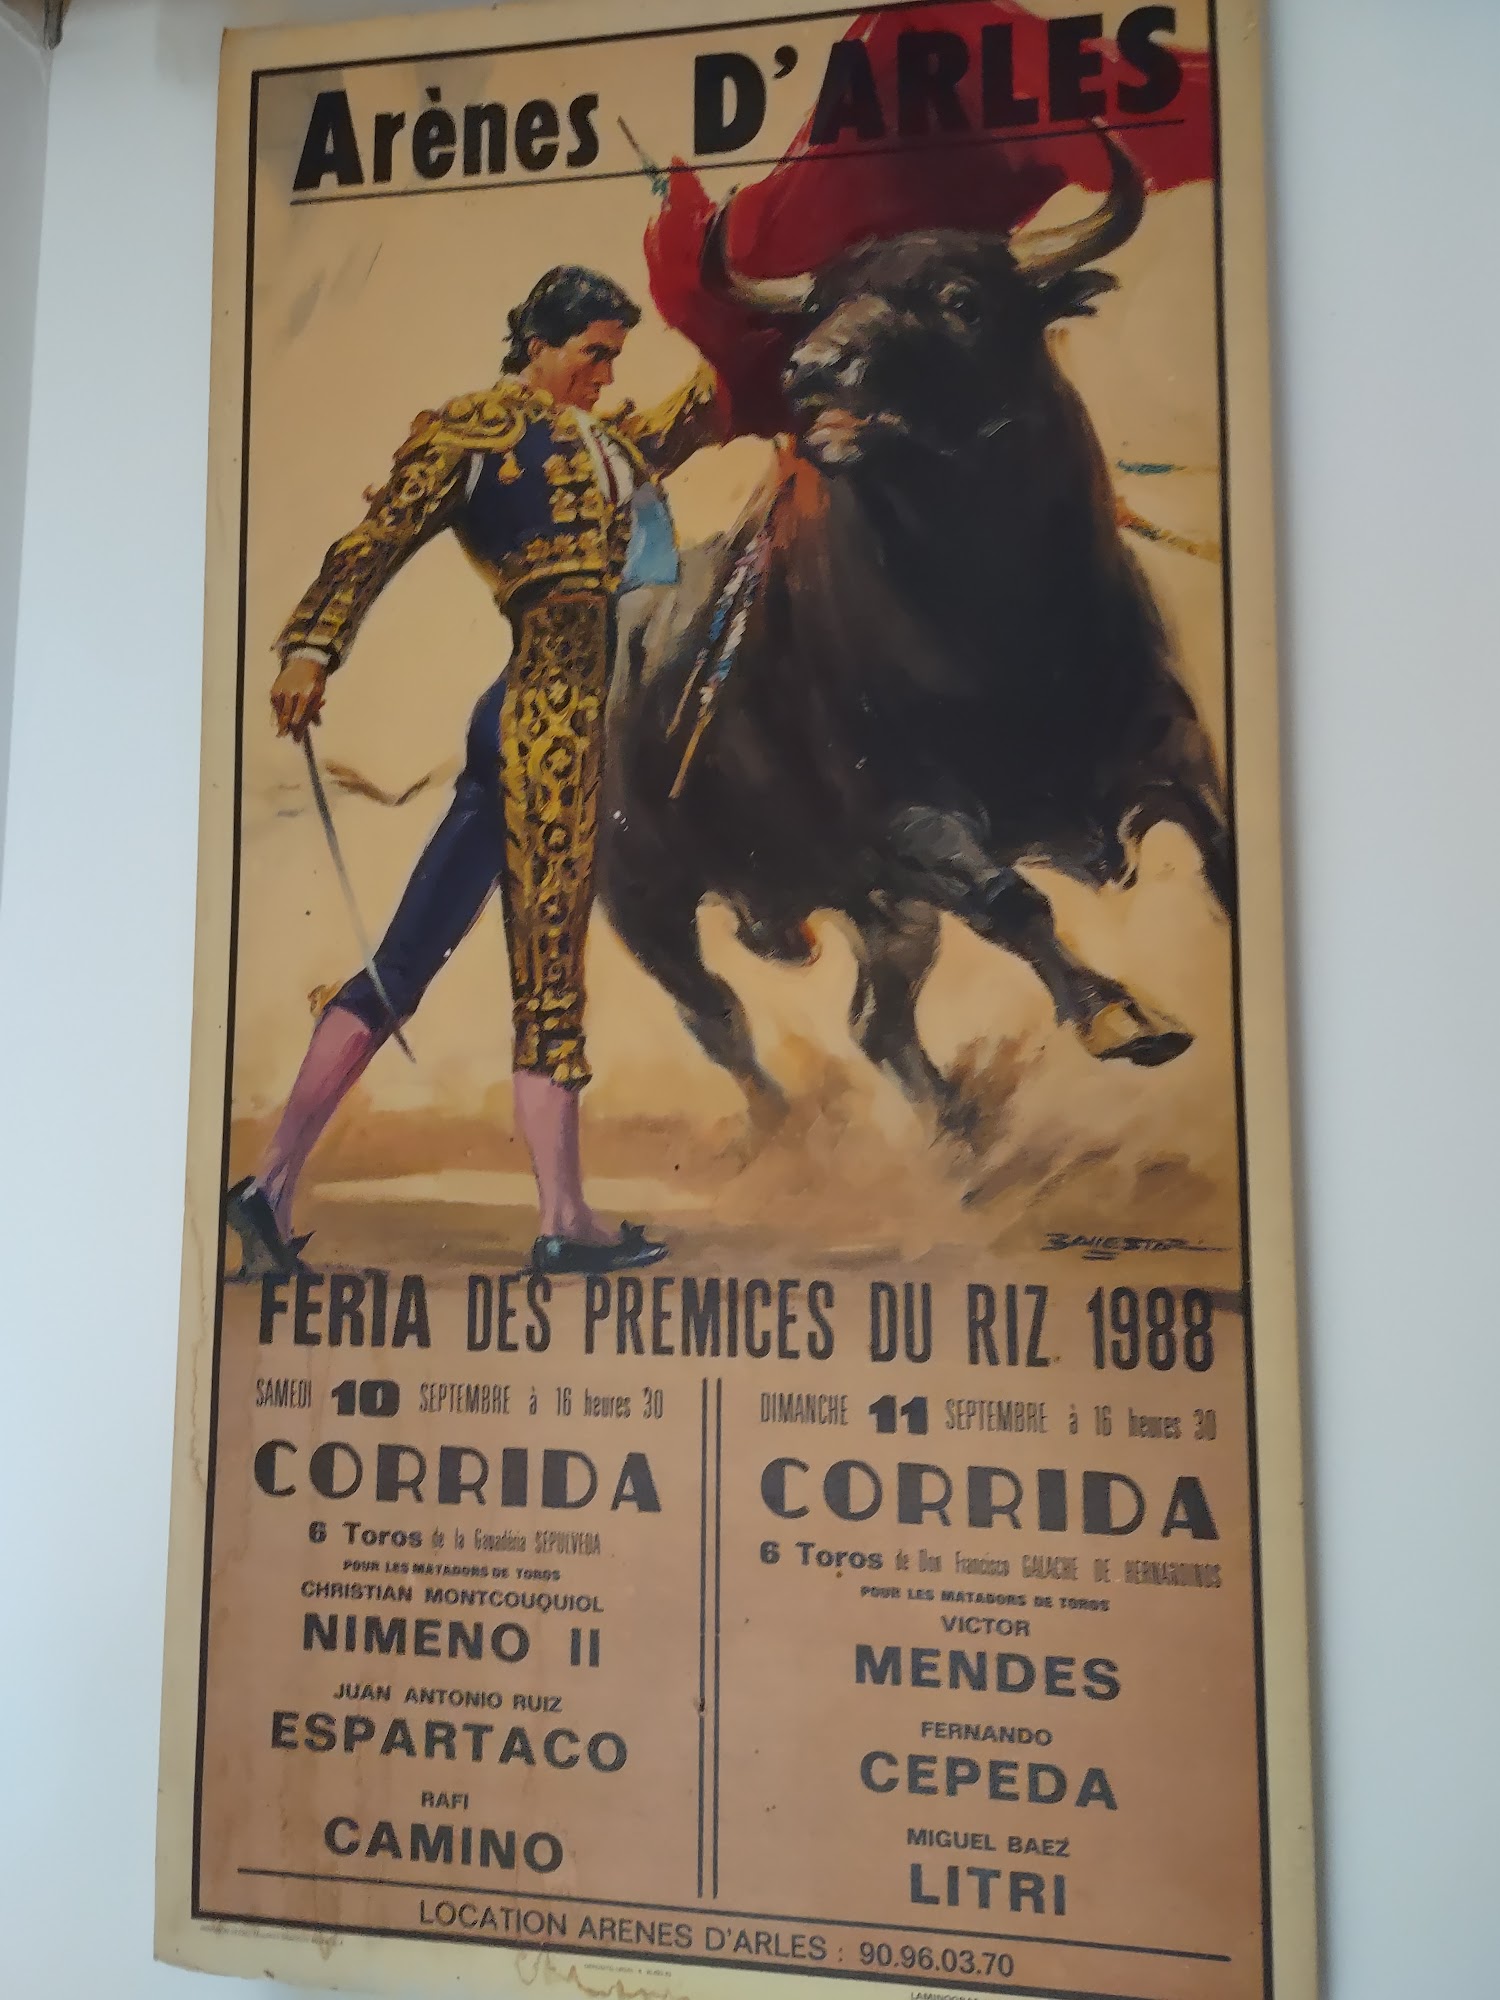 Arènes D'ARLES
BALLESTAR
FERIA DES PREMICES DU RIZ 1988
SAMEDI 10 SEPTEMBRE à 16 heures 30
CORRIDA
6 Toros de la Ganadéria SEPULVEDA
POUR LES MATADORS DE TOROS
CHRISTIAN MONTCOUQUIOL
NIMENO II
JUAN ANTONIO RUIZ
ESPARTACO
RAFI
CAMINO
DIMANCHE 11 SEPTEMBRE à 16 heures 30
CORRIDA
6 Toros de Don Francisco GALACHE DE HERNANDINOS
POUR LES MATADORS DE TOROS
VICTOR
MENDES
FERNANDO
CEPEDA
MIGUEL BAEZ
LITRI
LOCATION ARENES D'ARLES : 90.96.03.70